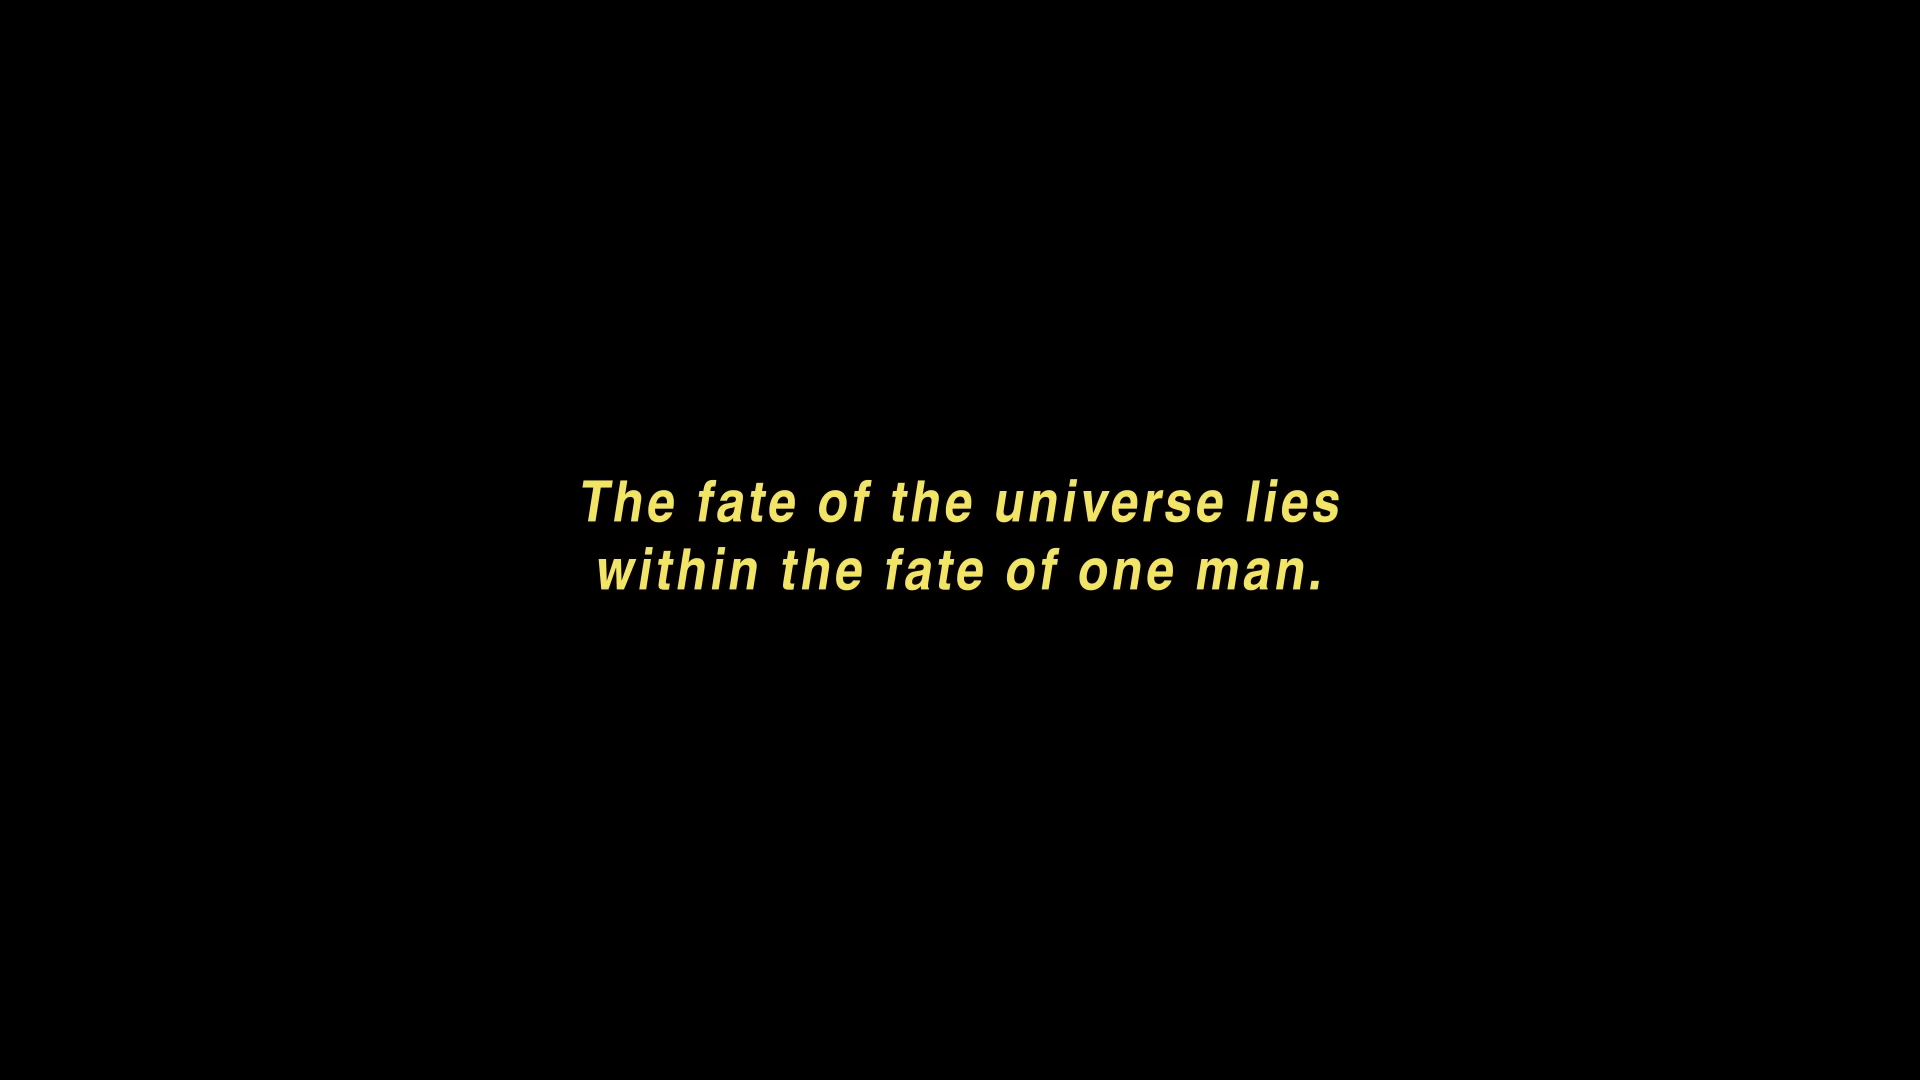 The fate of the universe lies
within the fate of one man.